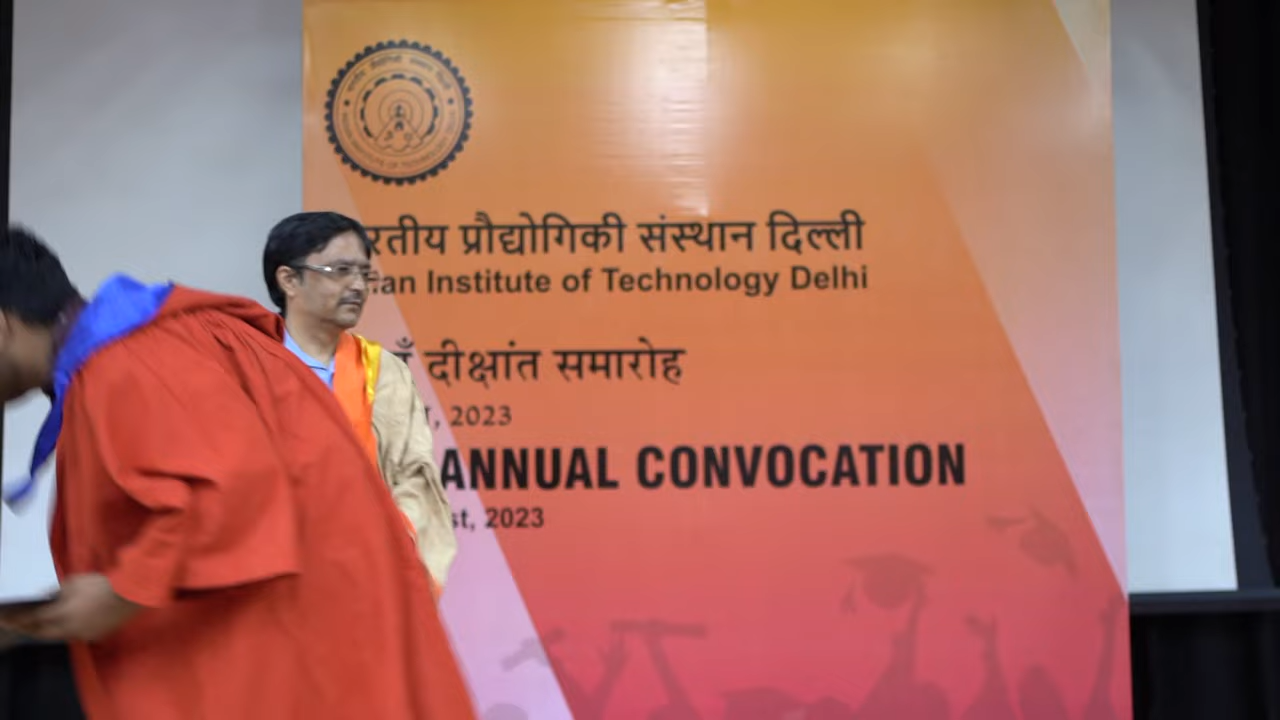 रतीय प्रौद्योगिकी संस्थान दिल्ली
ian Institute of Technology Delhi
दीक्षांत समारोह
, 2023
ANNUAL CONVOCATION
st, 2023